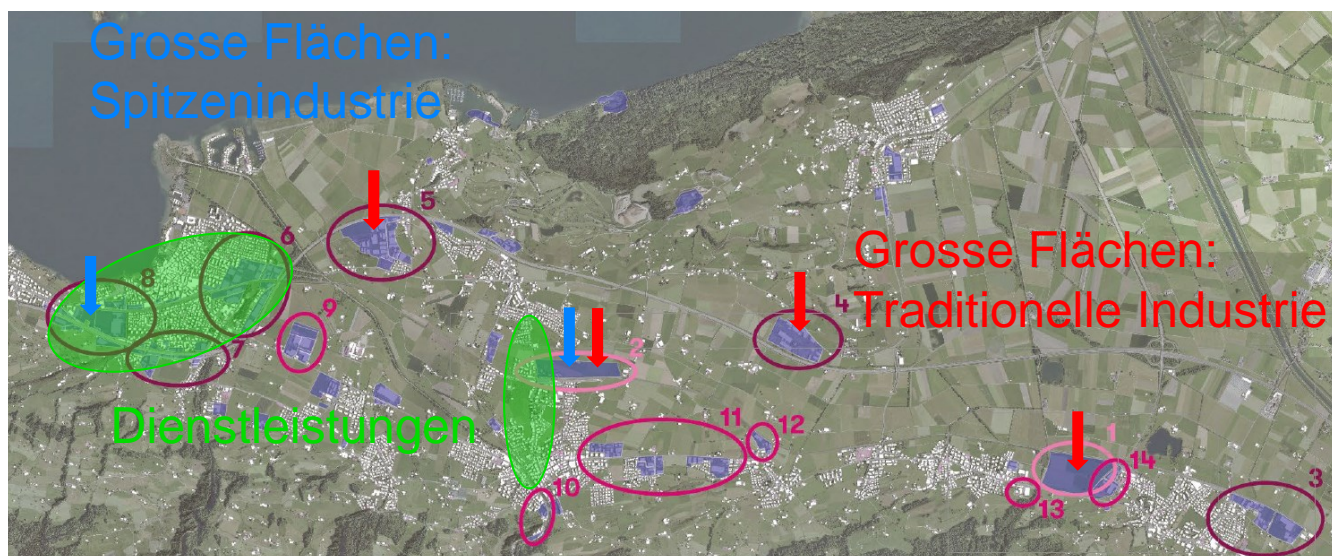 Grosse Flächen:
Spitzenindustrie
5
6
8
Grosse Flächen:
4
Traditionelle Industrie
9
7
2
Dienstleistungen
11
12
1
14
10
13
3